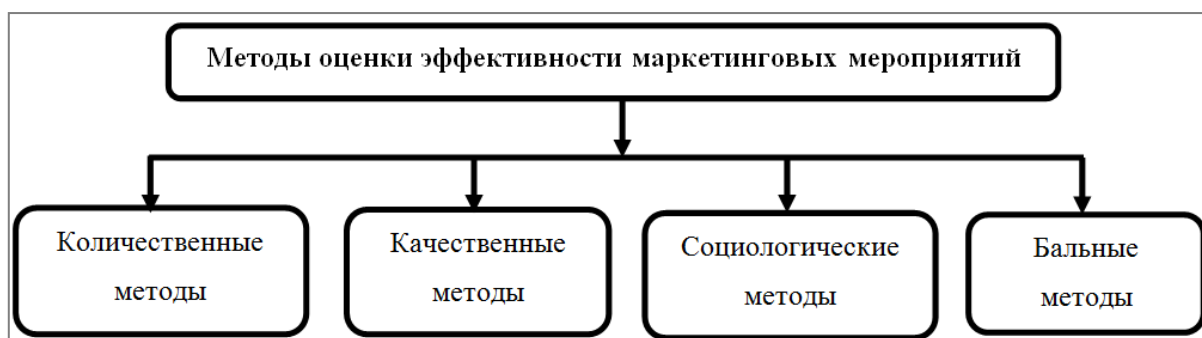 Методы оценки эффективности маркетинговых мероприятий
Количественные
методы
Качественные
методы
Социологические
методы
Бальные
методы